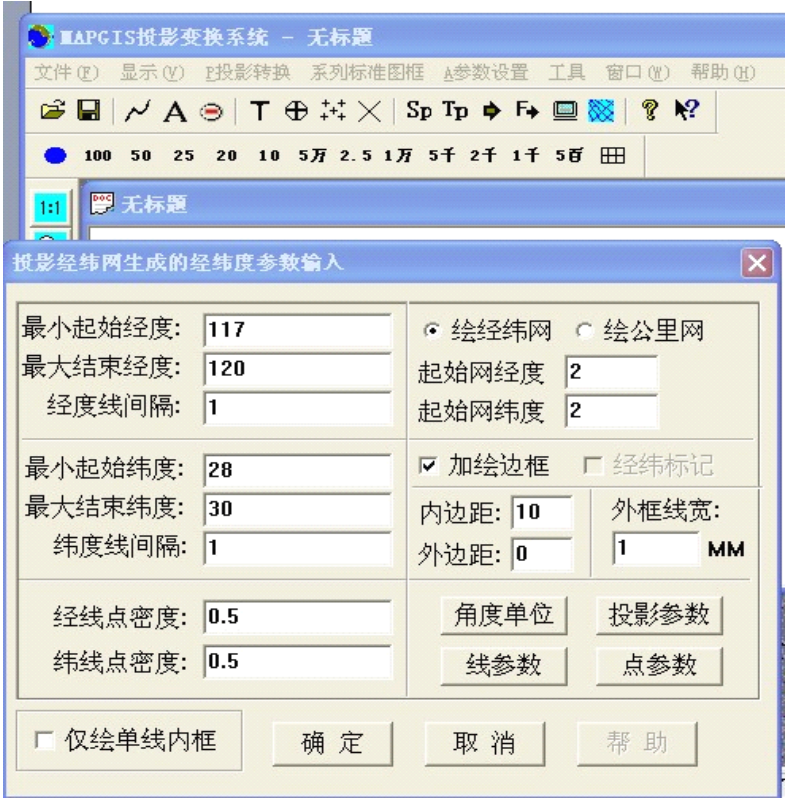 MAPGIS投影变换系统 - 无标题
文件(F) 显示(V) P投影转换 系列标准图框 A参数设置 工具 窗口(W) 帮助(H)
A T Sp Tp F ? ?
100 50 25 20 10 5万 2.5 1万 5千 2千 1千 5百
1:1 DOC 无标题
投影经纬网生成的经纬度参数输入
最小起始经度: 117
最大结束经度: 120
经度线间隔: 1
绘经纬网 绘公里网
起始网经度 2
起始网纬度 2
最小起始纬度: 28
最大结束纬度: 30
纬度线间隔: 1
加绘边框 经纬标记
内边距: 10
外边距: 0
外框线宽:
1 MM
经线点密度: 0.5
纬线点密度: 0.5
角度单位 投影参数
线参数 点参数
仅绘单线内框 确 定 取 消 帮 助